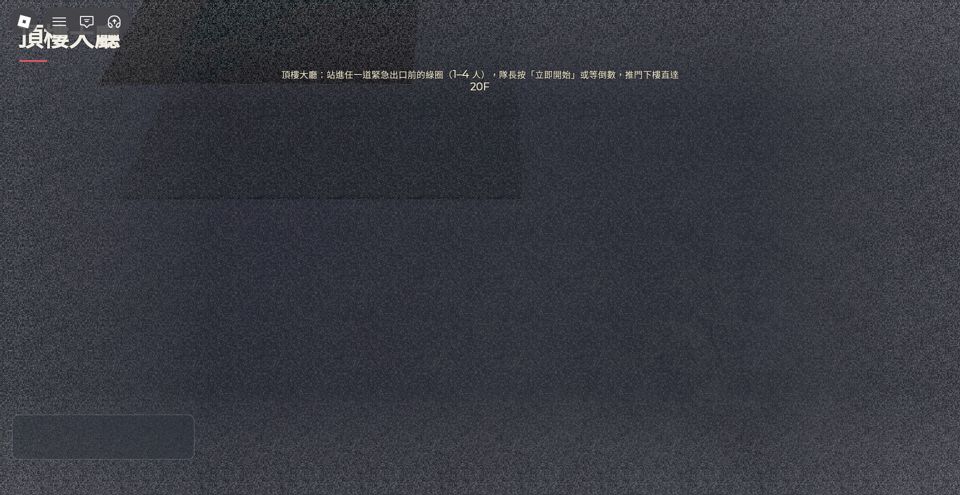 頂樓大廳
頂樓大廳：站進任一道緊急出口前的綠圈（1–4 人），隊長按「立即開始」或等倒數，推門下樓直達
20F